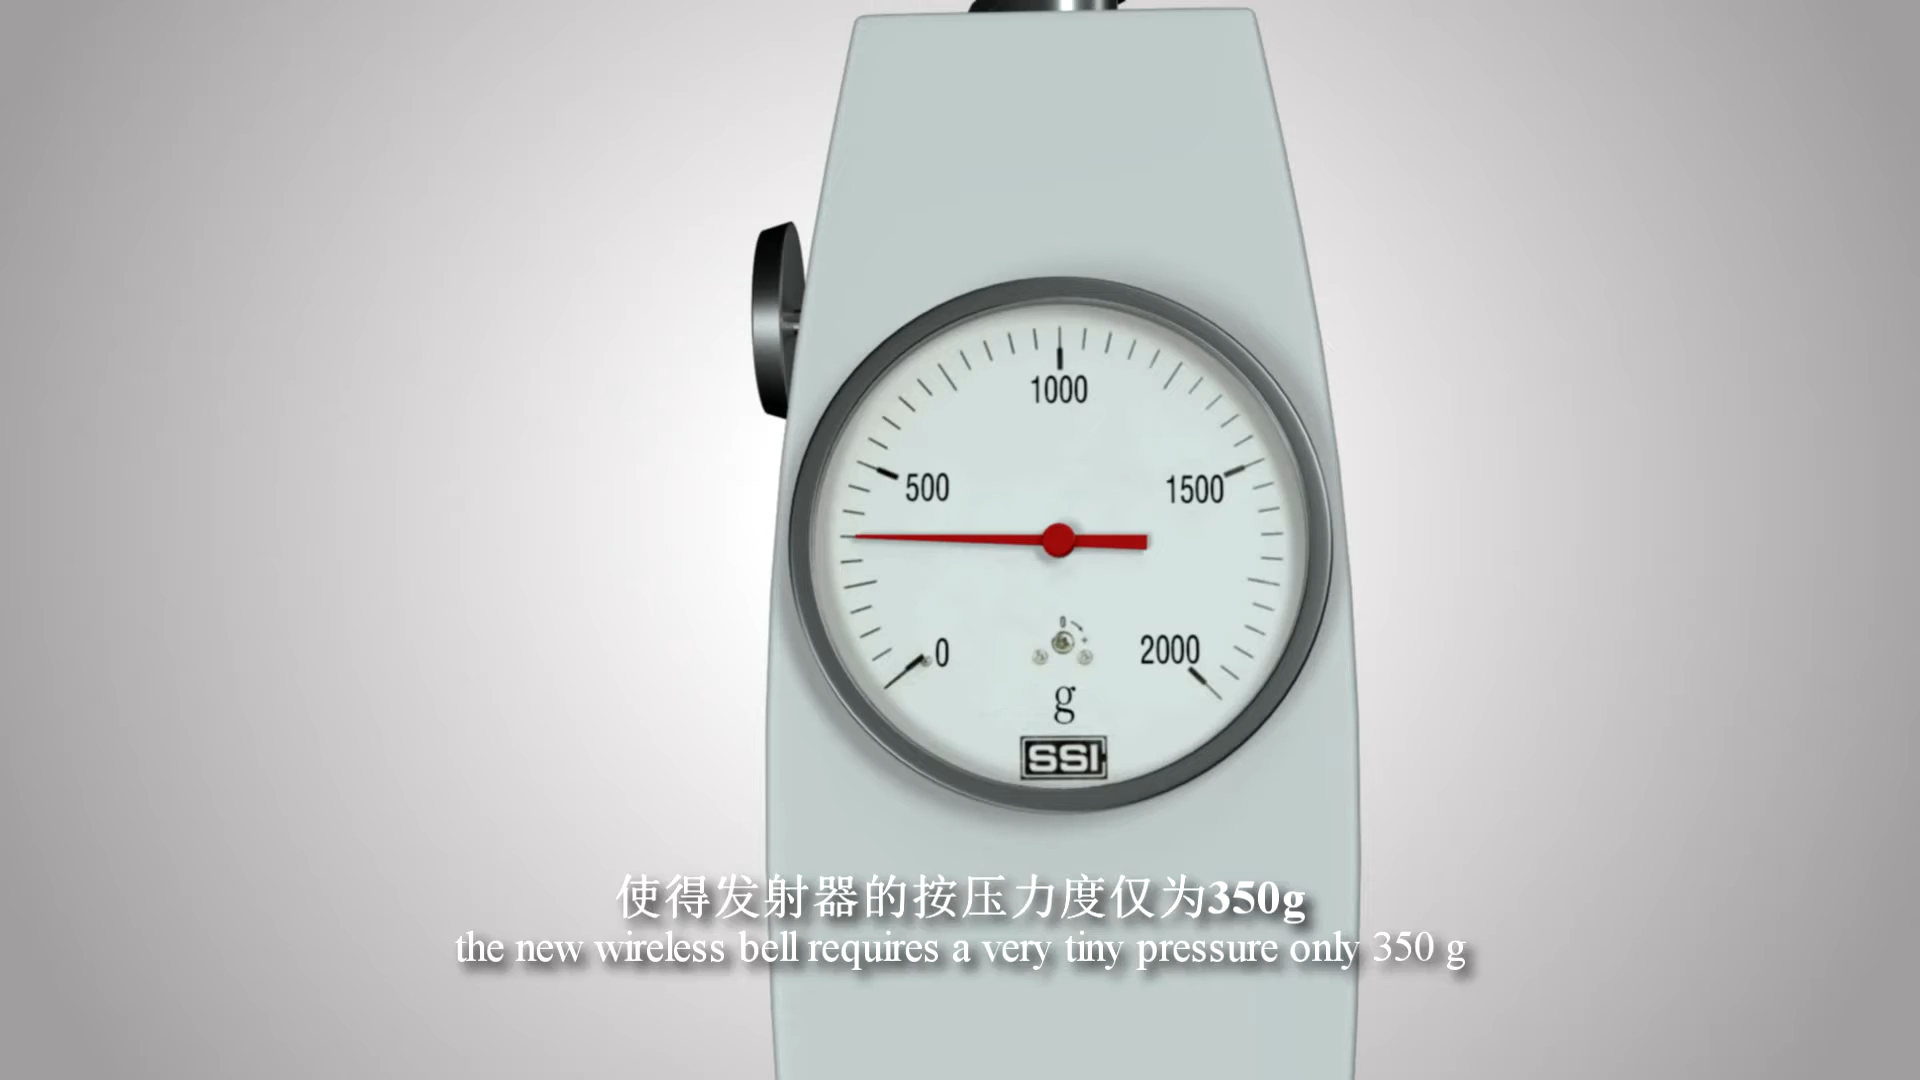 1000
500
1500
0
2000
g
SSI
使得发射器的按压力度仅为350g
the new wireless bell requires a very tiny pressure only 350 g